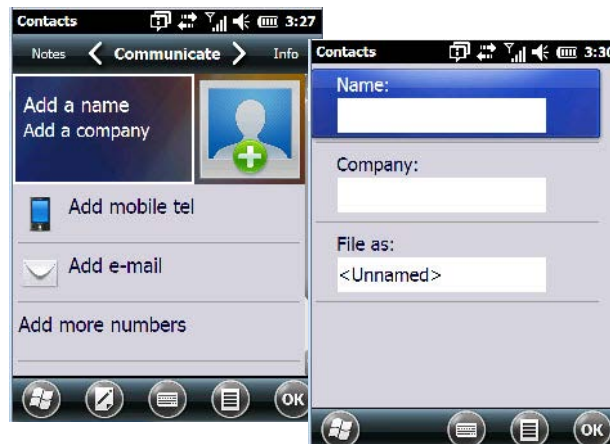 Contacts 3:27
Notes Communicate Info
Add a name
Add a company
Add mobile tel
Add e-mail
Add more numbers
OK
Contacts 3:30
Name:
Company:
File as:
<Unnamed>
OK